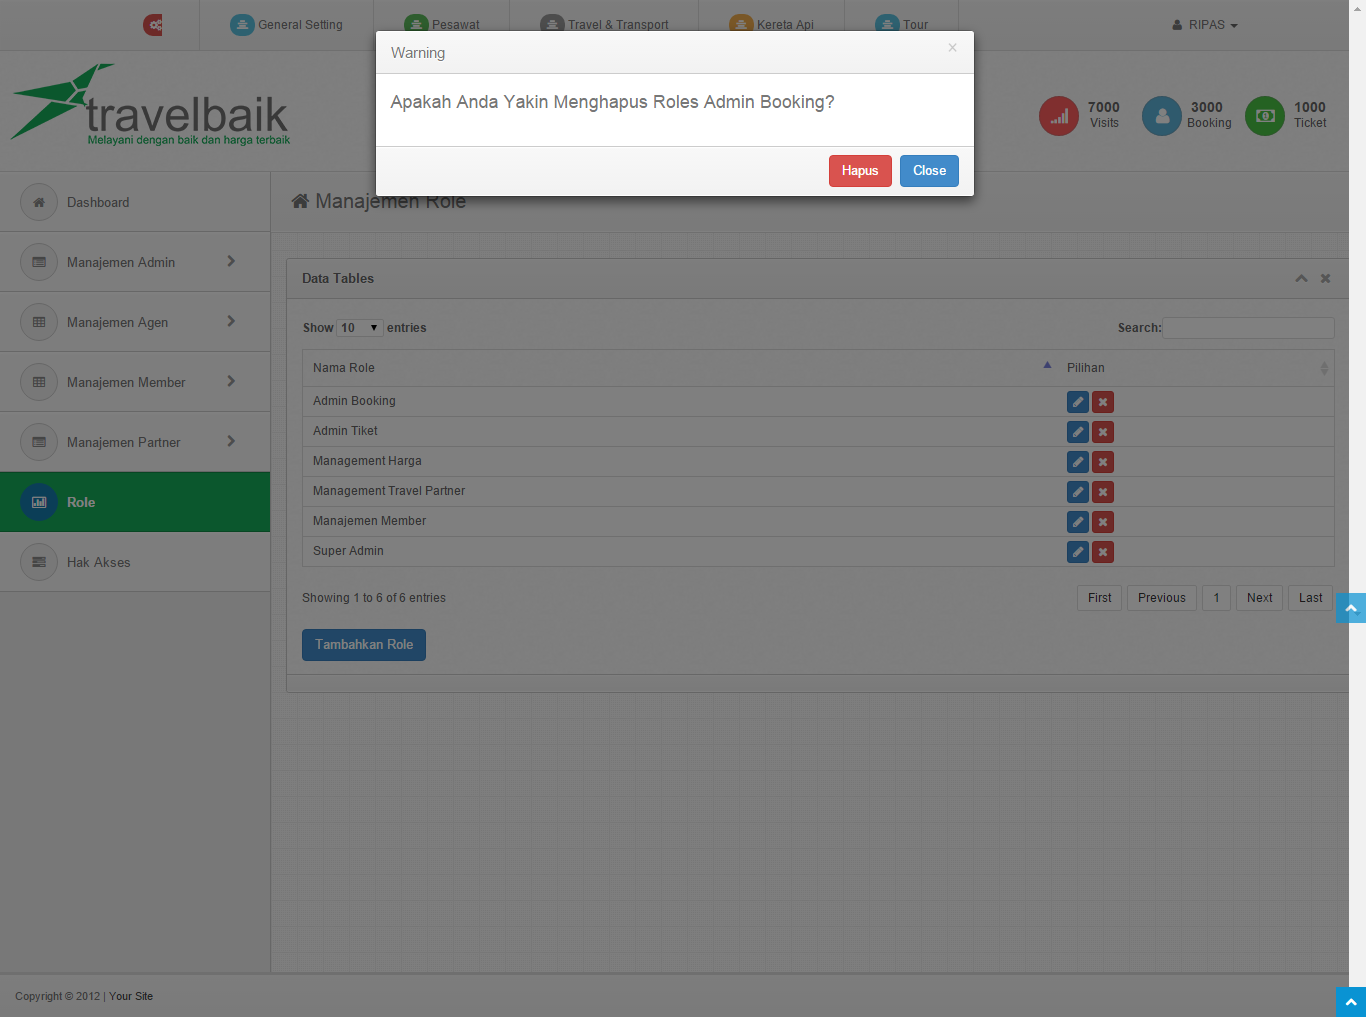 General Setting
Pesawat
Travel & Transport
Kereta Api
Tour
RIPAS
Warning
×
Apakah Anda Yakin Menghapus Roles Admin Booking?
Hapus
Close
travelbaik
Melayani dengan baik dan harga terbaik
7000
Visits
3000
Booking
1000
Ticket
Dashboard
Manajemen Admin
Manajemen Agen
Manajemen Member
Manajemen Partner
Role
Hak Akses
Manajemen Role
Data Tables
Show 10 entries
Search:
Nama Role
Pilihan
Admin Booking
Admin Tiket
Management Harga
Management Travel Partner
Manajemen Member
Super Admin
Showing 1 to 6 of 6 entries
First
Previous
1
Next
Last
Tambahkan Role
Copyright © 2012 | Your Site